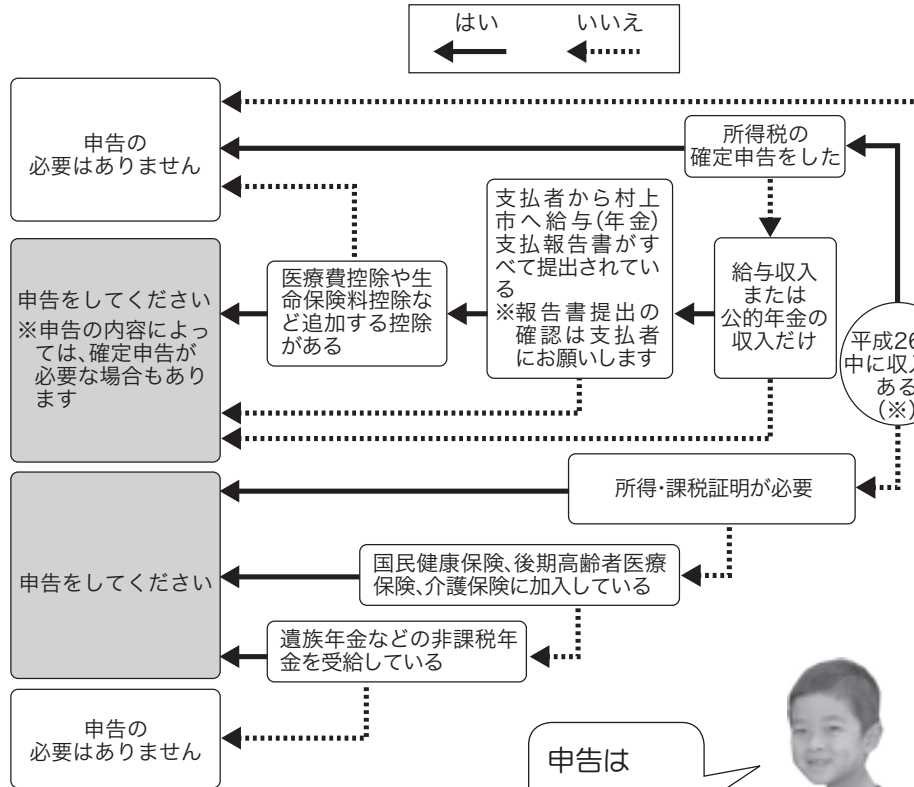 はい
いいえ
申告の
必要はありません
所得税の
確定申告をした
支払者から村上
市へ給与(年金)
支払報告書がす
べて提出されてい
る
※報告書提出の
確認は支払者
にお願いします
給与収入
または
公的年金の
収入だけ
医療費控除や生
命保険料控除な
ど追加する控除
がある
申告をしてください
※申告の内容によっ
ては、確定申告が
必要な場合もあり
ます
平成26
中に収入
ある
(※)
所得・課税証明が必要
国民健康保険、後期高齢者医療
保険、介護保険に加入している
申告をしてください
遺族年金などの非課税年
金を受給している
申告の
必要はありません
申告は